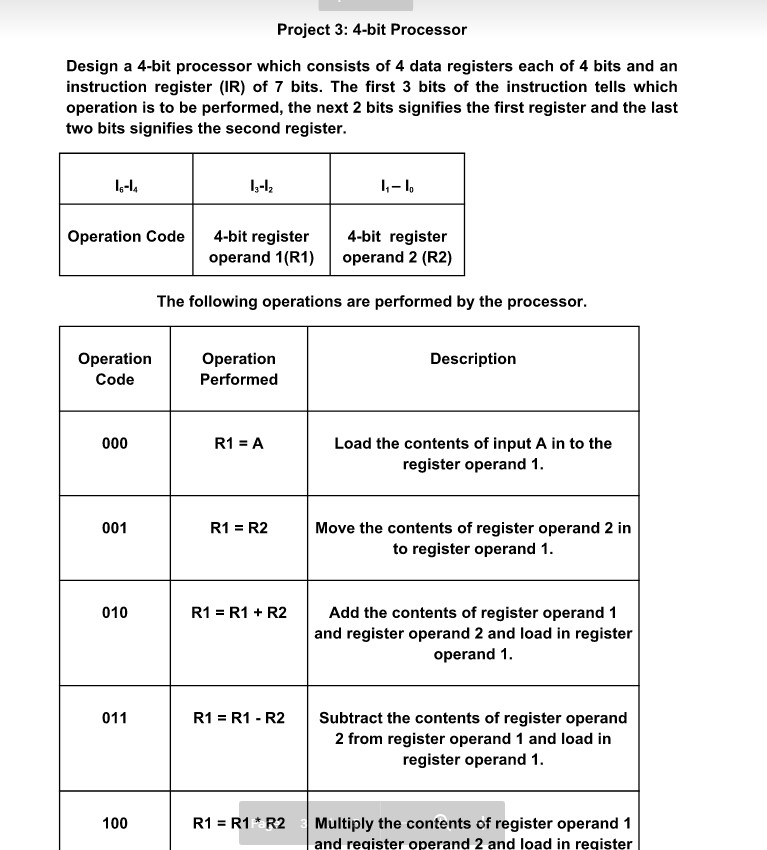 Project 3: 4-bit Processor
Design a 4-bit processor which consists of 4 data registers each of 4 bits and an
instruction register (IR) of 7 bits. The first 3 bits of the instruction tells which
operation is to be performed, the next 2 bits signifies the first register and the last
two bits signifies the second register.
I₆-I₄
I₃-I₂
I₁ – I₀
Operation Code
4-bit register
operand 1(R1)
4-bit register
operand 2 (R2)
The following operations are performed by the processor.
Operation
Code
Operation
Performed
Description
000
R1 = A
Load the contents of input A in to the
register operand 1.
001
R1 = R2
Move the contents of register operand 2 in
to register operand 1.
010
R1 = R1 + R2
Add the contents of register operand 1
and register operand 2 and load in register
operand 1.
011
R1 = R1 - R2
Subtract the contents of register operand
2 from register operand 1 and load in
register operand 1.
100
R1 = R1 * R2
Multiply the contents of register operand 1
and register operand 2 and load in register